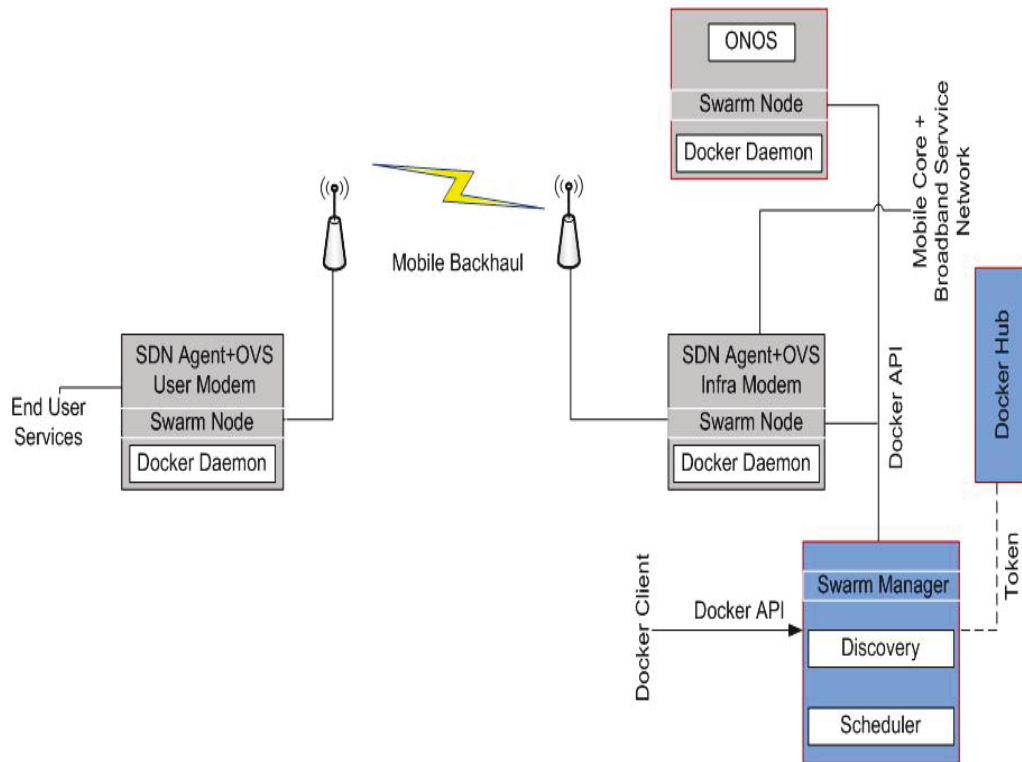 ONOS
Swarm Node
Docker Daemon
Mobile Core +
Broadband Servvice
Network
Mobile Backhaul
SDN Agent+OVS
User Modem
Swarm Node
Docker Daemon
End User
Services
SDN Agent+OVS
Infra Modem
Swarm Node
Docker Daemon
Docker API
Docker Hub
Token
Docker Client
Docker API
Swarm Manager
Discovery
Scheduler